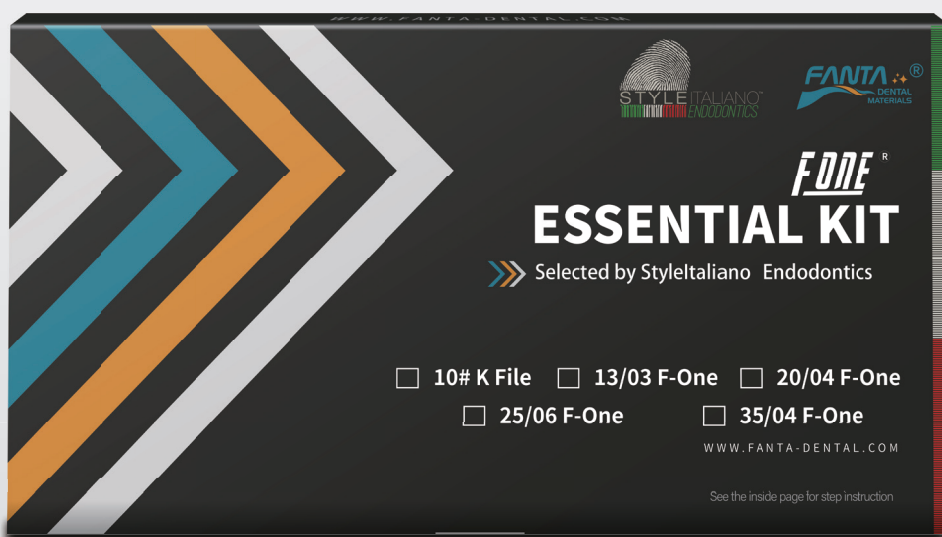 WWW.FANTA-DENTAL.COM
STYLEITALIANO™
ENDODONTICS
FANTA®
DENTAL
MATERIALS
FONE®
ESSENTIAL KIT
Selected by StyleItaliano Endodontics
10# K File 13/03 F-One 20/04 F-One
25/06 F-One 35/04 F-One
WWW.FANTA-DENTAL.COM
See the inside page for step instruction